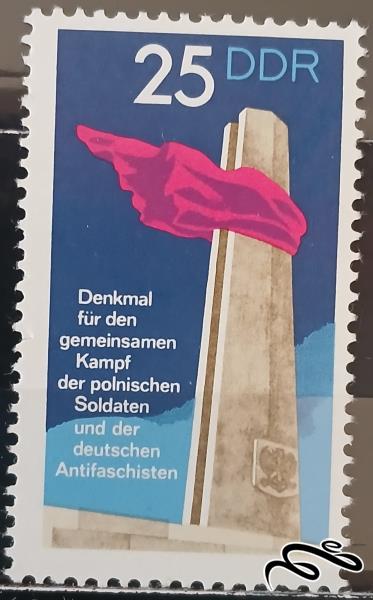 25 DDR
Denkmal
für den
gemeinsamen
Kampf
der polnischen
Soldaten
und der
deutschen
Antifaschisten